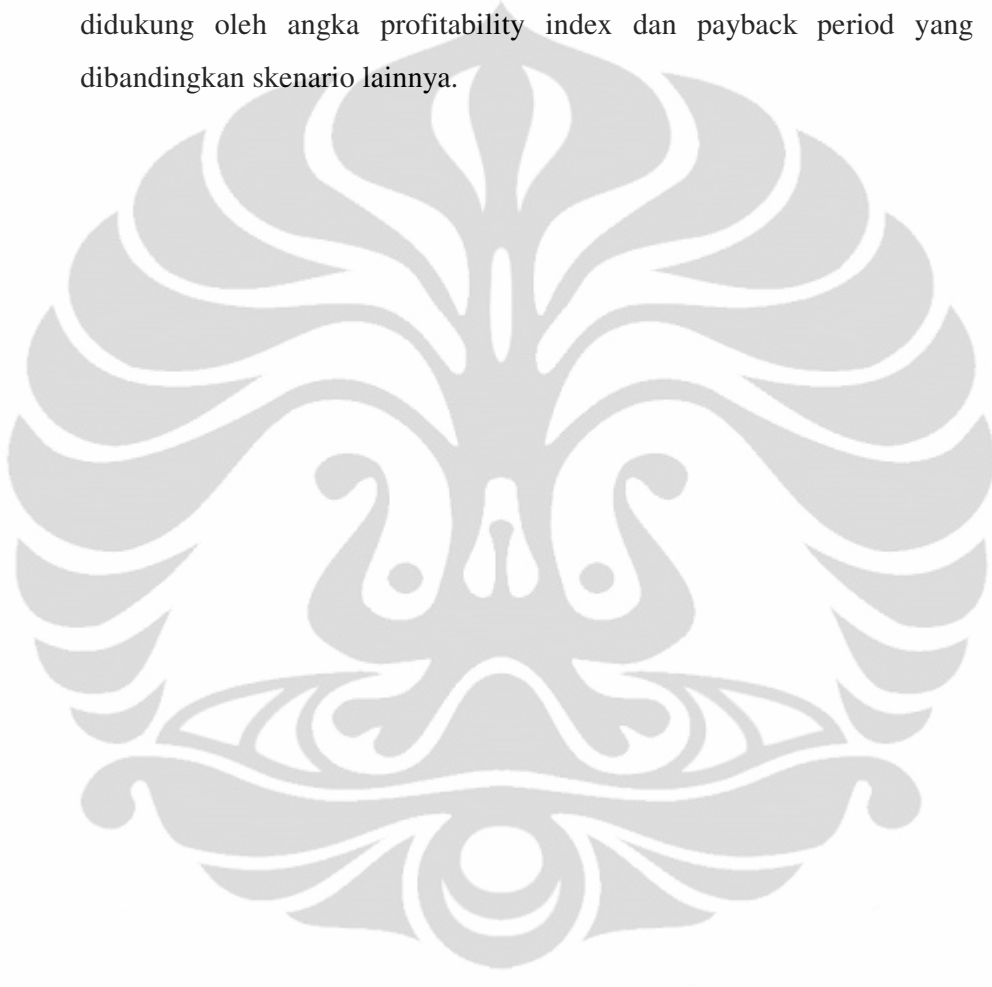 didukung oleh angka profitability index dan payback period yang
dibandingkan skenario lainnya.